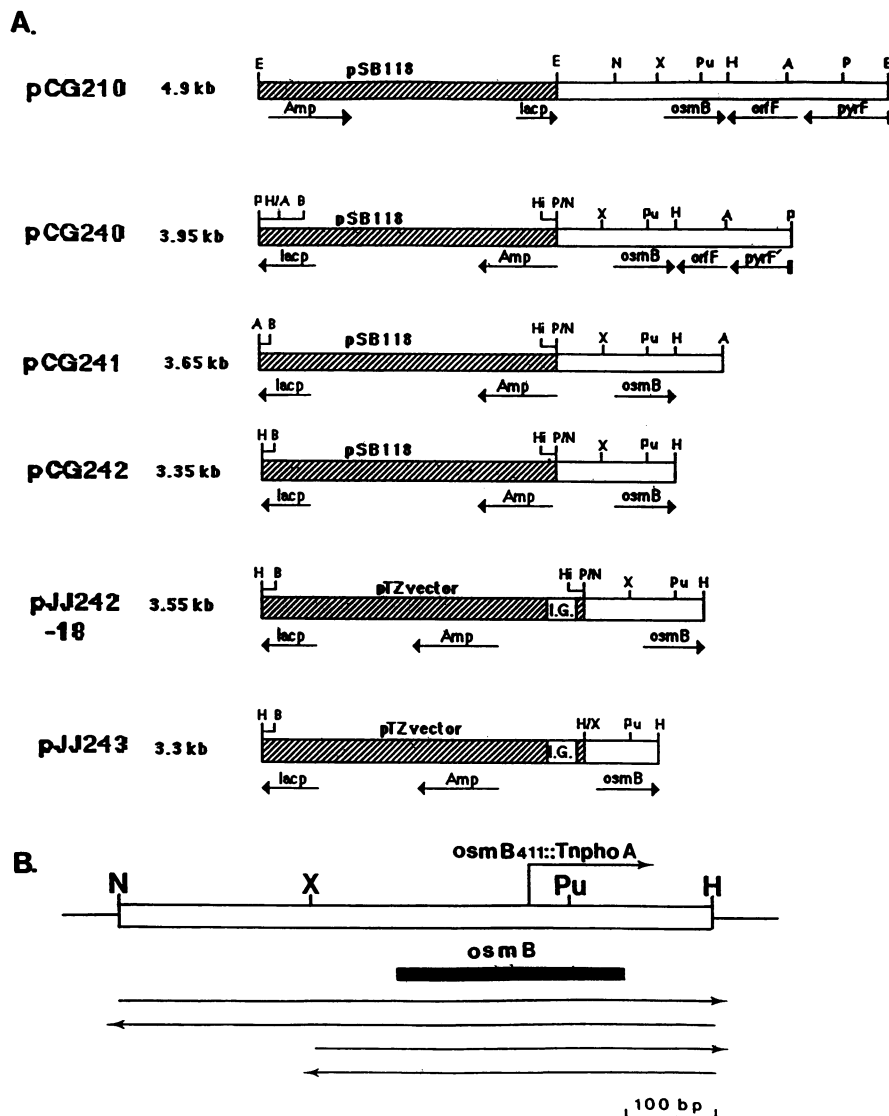 A.
E pSB118 E N X Pu H A P E
pCG210 4.9 kb
Amp lacp osmB orfF pyrF
P H/A B pSB118 Hi P/N X Pu H A P
pCG240 3.95 kb
lacp Amp osmB orfF pyrF'
A B pSB118 Hi P/N X Pu H A
pCG241 3.65 kb
lacp Amp osmB
H B pSB118 Hi P/N X Pu H
pCG242 3.35 kb
lacp Amp osmB
H B pTZvector Hi P/N X Pu H
pJJ242 3.55 kb I.G.
-18
lacp Amp osmB
H B pTZvector H/X Pu H
pJJ243 3.3 kb I.G.
lacp Amp osmB
B.
osmB411::TnphoA
N X Pu H
osmB
100 bp